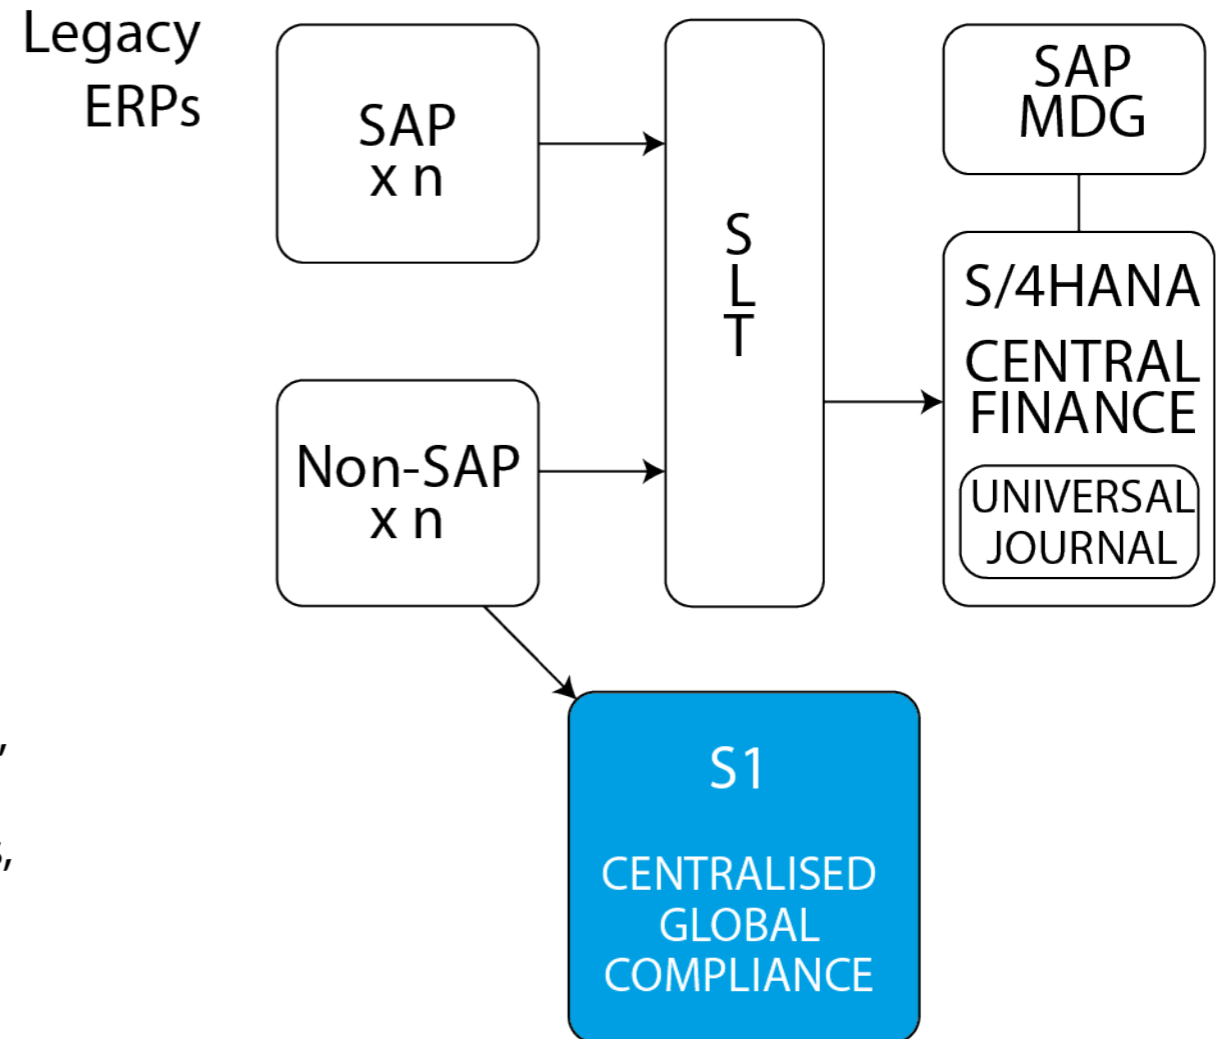 Legacy
ERPs
SAP
x n
Non-SAP
x n
S
L
T
SAP
MDG
S/4HANA
CENTRAL
FINANCE
UNIVERSAL
JOURNAL
S1
CENTRALISED
GLOBAL
COMPLIANCE